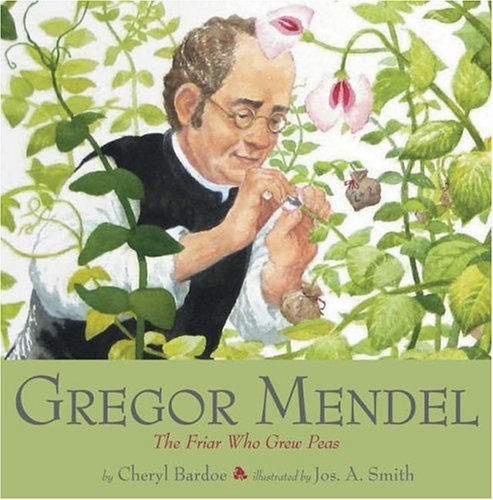 GREGOR MENDEL
The Friar Who Grew Peas
by Cheryl Bardoe illustrated by Jos. A. Smith